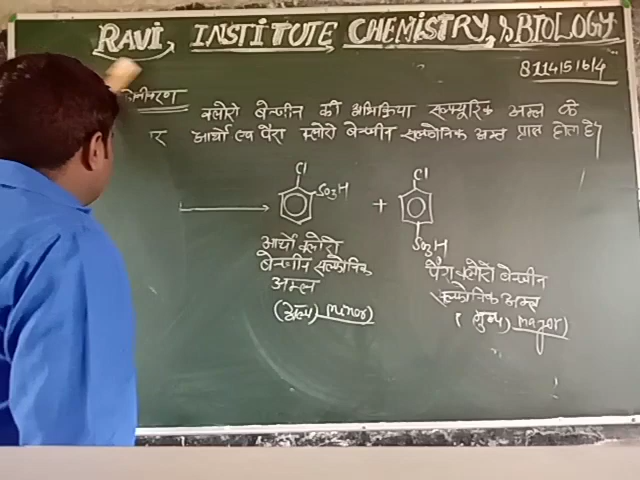 RAVI INSTITUTE CHEMISTRY & BIOLOGY
8114151614
क्लोरो बेन्जीन की अभिक्रिया सल्फ्यूरिक अम्ल के
आर्थो एवं पैरा क्लोरो बेन्जीन सल्फोनिक अम्ल प्राप्त होता है।
Cl Cl
SO3H
+
SO3H
आर्थो क्लोरो
बेन्जीन सल्फोनिक
अम्ल
(अल्प) minor)
पैरा क्लोरो बेन्जीन
सल्फोनिक अम्ल
(मुख्य) major)